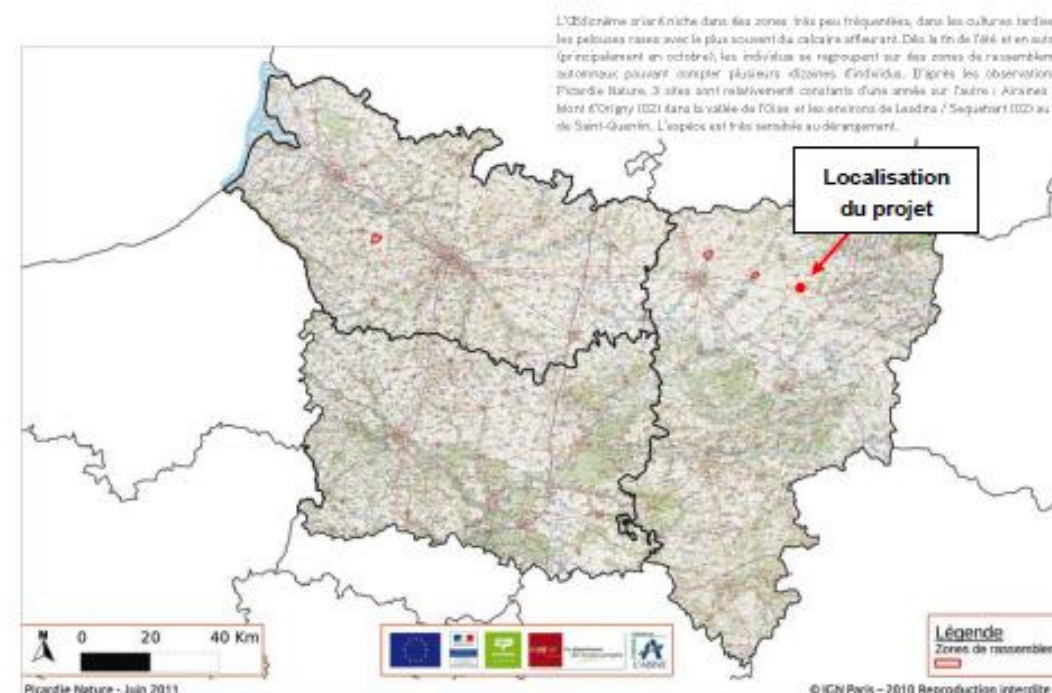 L'Œdicnème criard niche dans des zones très peu fréquentées, dans les cultures tardive
les pelouses rases avec le plus souvent du calcaire affleurant. Dès la fin de l'été et en auto
(principalement en octobre), les individus se regroupent sur des zones de rassemblem
automnaux pouvant compter plusieurs dizaines d'individus. D'après les observation
Picardie Nature, 3 sites sont relativement constants d'une année sur l'autre : Airaines
Mont d'Origny (02) dans la vallée de l'Oise et les environs de Lesdins / Sequehart (02) au
de Saint-Quentin. L'espèce est très sensible au dérangement.
Localisation
du projet
N
0 20 40 Km
Légende
Zones de rassemblem
Picardie Nature - Juin 2011
© IGN Paris - 2010 Reproduction interdite